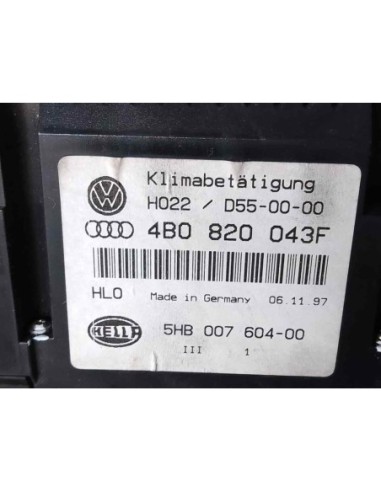 Klimabetätigung
H022 / D55-00-00
4B0 820 043F
HLO Made in Germany 06.11.97
HELLA 5HB 007 604-00
III 1